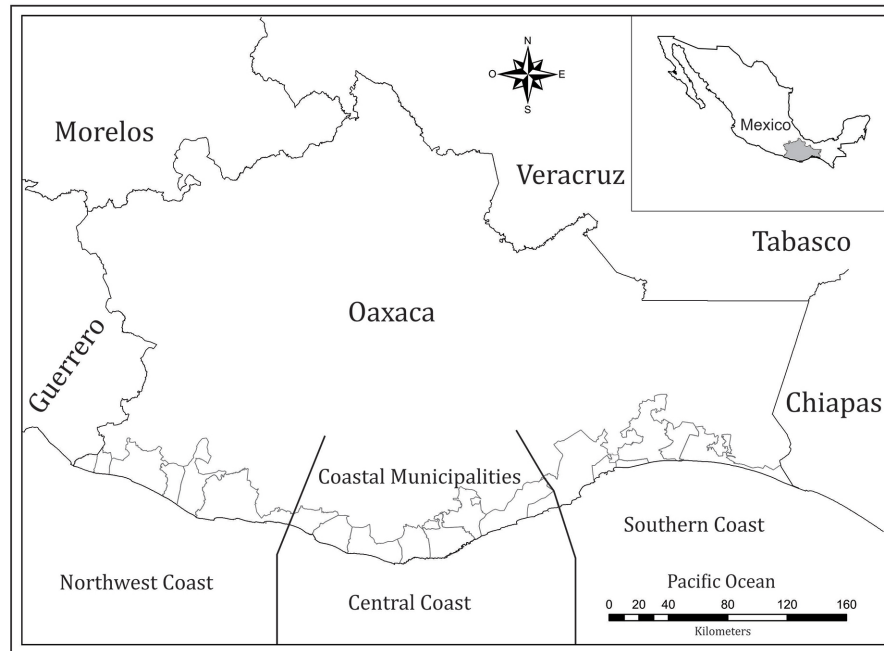 N
O E
S
Morelos
Mexico
Veracruz
Tabasco
Oaxaca
Guerrero
Chiapas
Coastal Municipalities
Southern Coast
Northwest Coast
Pacific Ocean
Central Coast
0 20 40 80 120 160
Kilometers